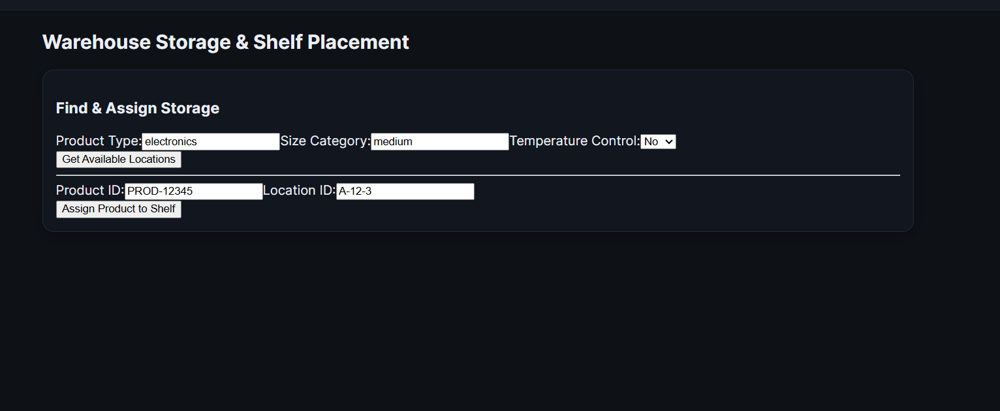 Warehouse Storage & Shelf Placement
Find & Assign Storage
Product Type: electronics Size Category: medium Temperature Control: No
Get Available Locations
Product ID: PROD-12345 Location ID: A-12-3
Assign Product to Shelf